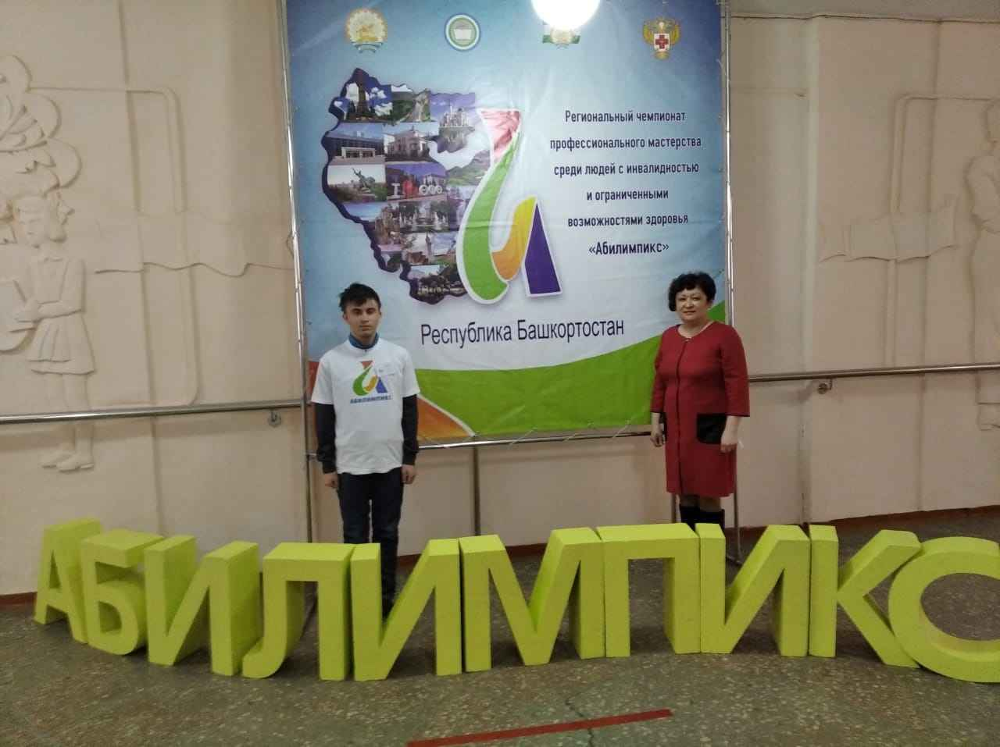 Региональный чемпионат
профессионального мастерства
среди людей с инвалидностью
и ограниченными
возможностями здоровья
«Абилимпикс»
Республика Башкортостан
АБИЛИМПИКС
АБИЛИМПИКС